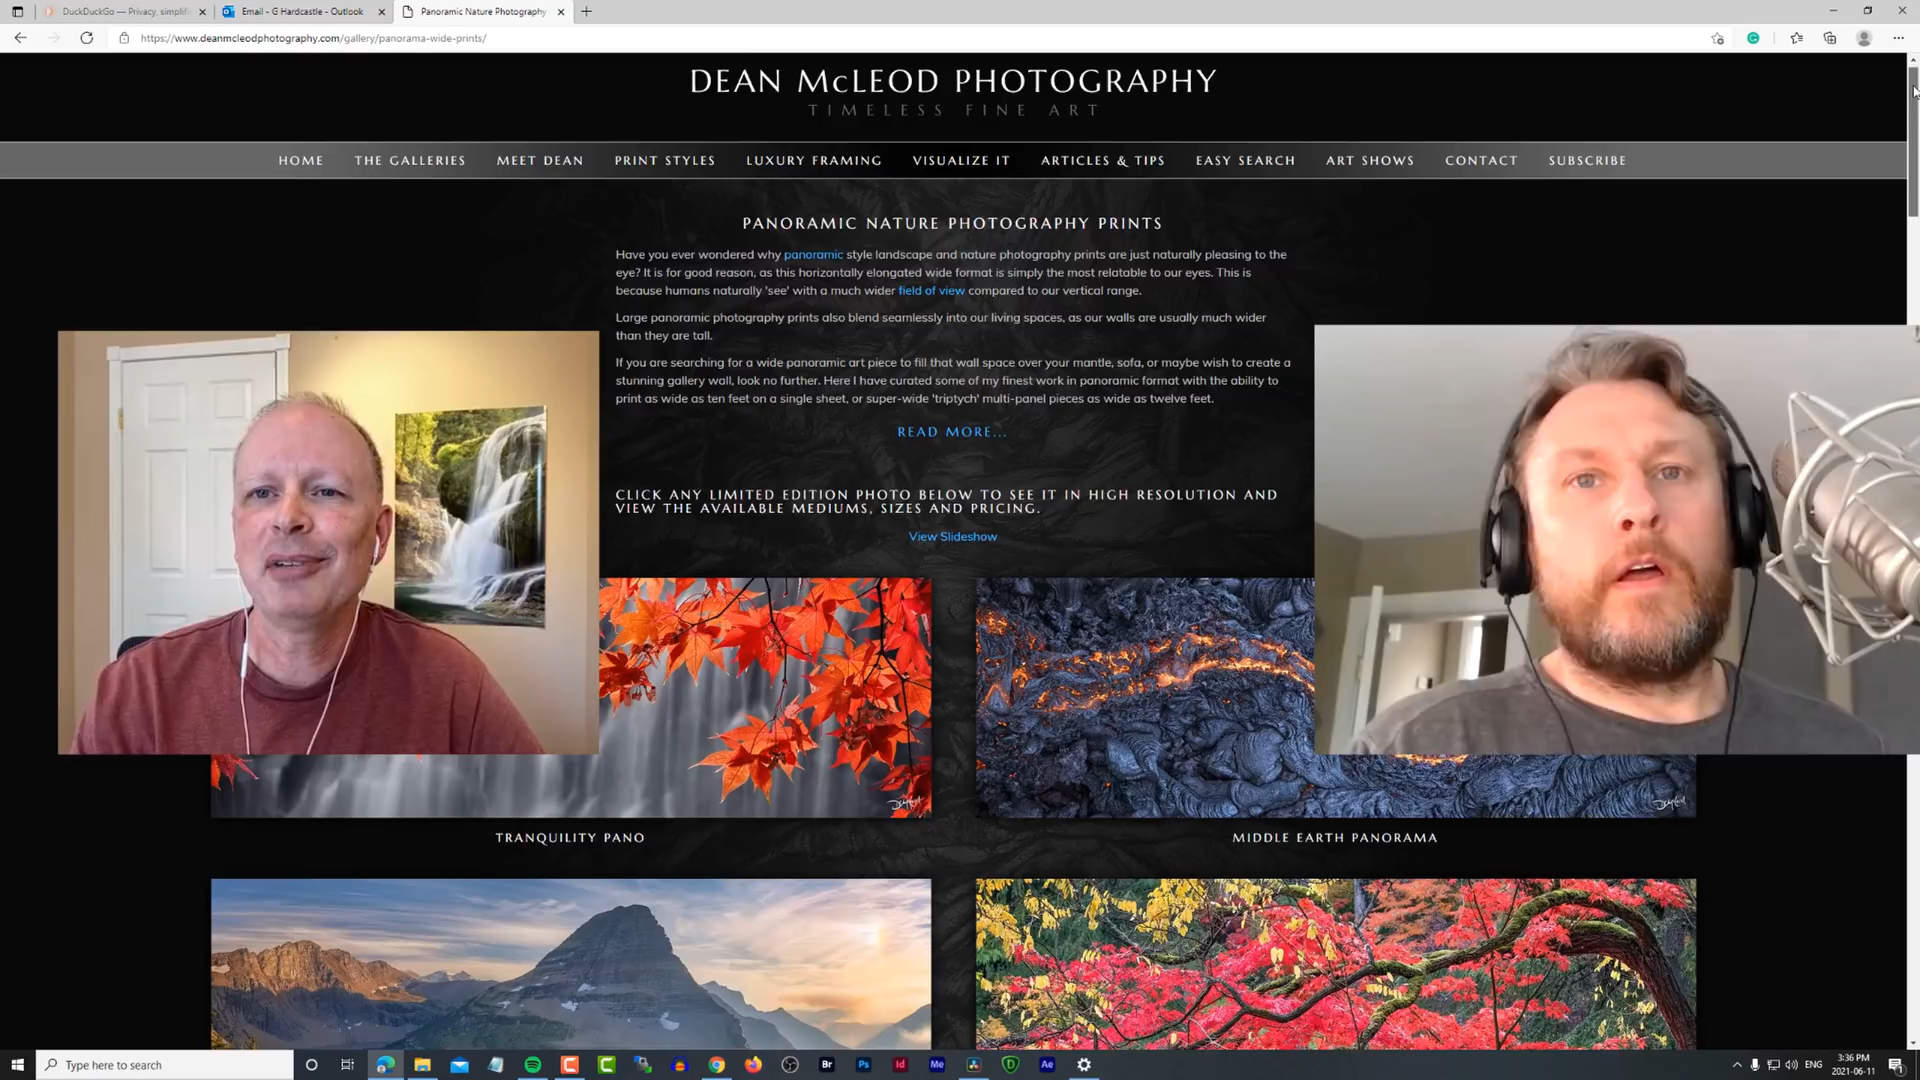 DuckDuckGo — Privacy, simplifi
Email - G Hardcastle - Outlook
Panoramic Nature Photography
https://www.deanmcleodphotography.com/gallery/panorama-wide-prints/
DEAN McLEOD PHOTOGRAPHY
TIMELESS FINE ART
HOME THE GALLERIES MEET DEAN PRINT STYLES LUXURY FRAMING VISUALIZE IT ARTICLES & TIPS EASY SEARCH ART SHOWS CONTACT SUBSCRIBE
PANORAMIC NATURE PHOTOGRAPHY PRINTS
Have you ever wondered why panoramic style landscape and nature photography prints are just naturally pleasing to the
eye? It is for good reason, as this horizontally elongated wide format is simply the most relatable to our eyes. This is
because humans naturally 'see' with a much wider field of view compared to our vertical range.
Large panoramic photography prints also blend seamlessly into our living spaces, as our walls are usually much wider
than they are tall.
If you are searching for a wide panoramic art piece to fill that wall space over your mantle, sofa, or maybe wish to create a
stunning gallery wall, look no further. Here I have curated some of my finest work in panoramic format with the ability to
print as wide as ten feet on a single sheet, or super-wide 'triptych' multi-panel pieces as wide as twelve feet.
READ MORE...
CLICK ANY LIMITED EDITION PHOTO BELOW TO SEE IT IN HIGH RESOLUTION AND
VIEW THE AVAILABLE MEDIUMS, SIZES AND PRICING.
View Slideshow
TRANQUILITY PANO
MIDDLE EARTH PANORAMA
Type here to search
Br Ps Id Me Ae
ENG
3:36 PM
2021-06-11